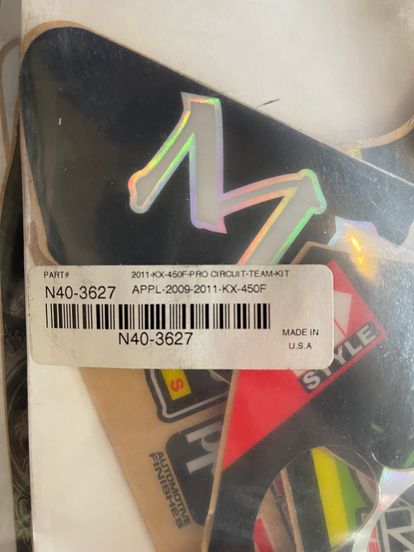 M
PART#
2011-KX-450F-PRO CIRCUIT-TEAM-KIT
N40-3627
APPL-2009-2011-KX-450F
N40-3627
MADE IN
U.S.A
STYLE
S
AUTOMOTIVE
FINISHES
R